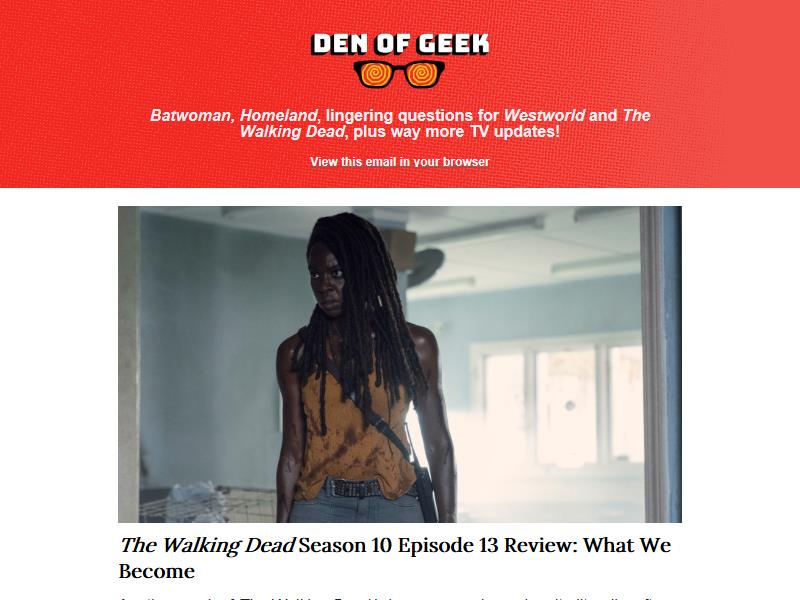 DEN OF GEEK
Batwoman, Homeland, lingering questions for Westworld and The
Walking Dead, plus way more TV updates!
View this email in your browser
The Walking Dead Season 10 Episode 13 Review: What We
Become